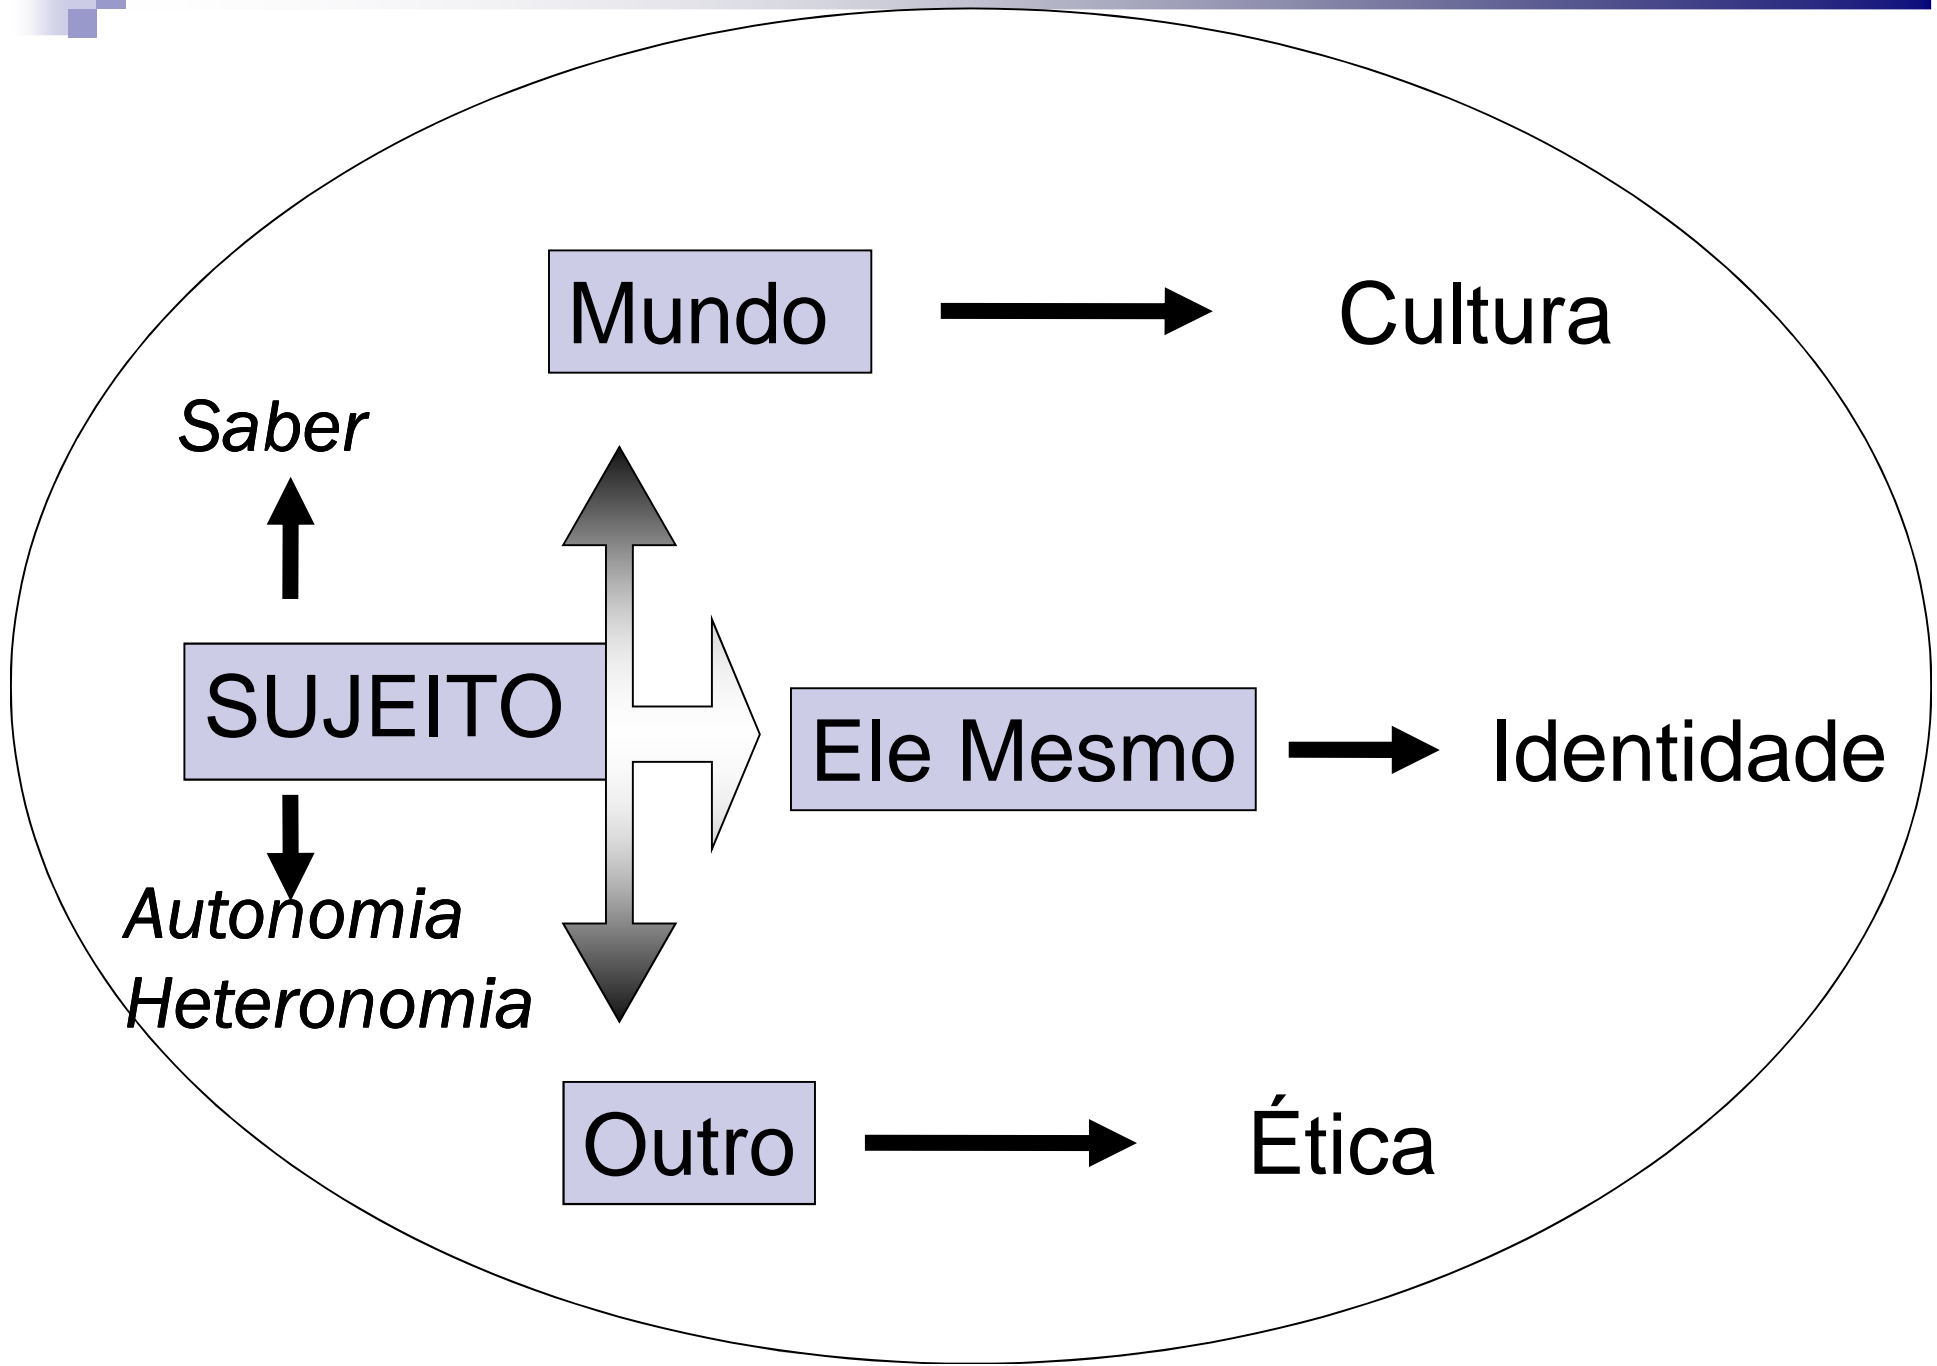 Mundo
Cultura
Saber
SUJEITO
Ele Mesmo
Identidade
Autonomia
Heteronomia
Outro
Ética